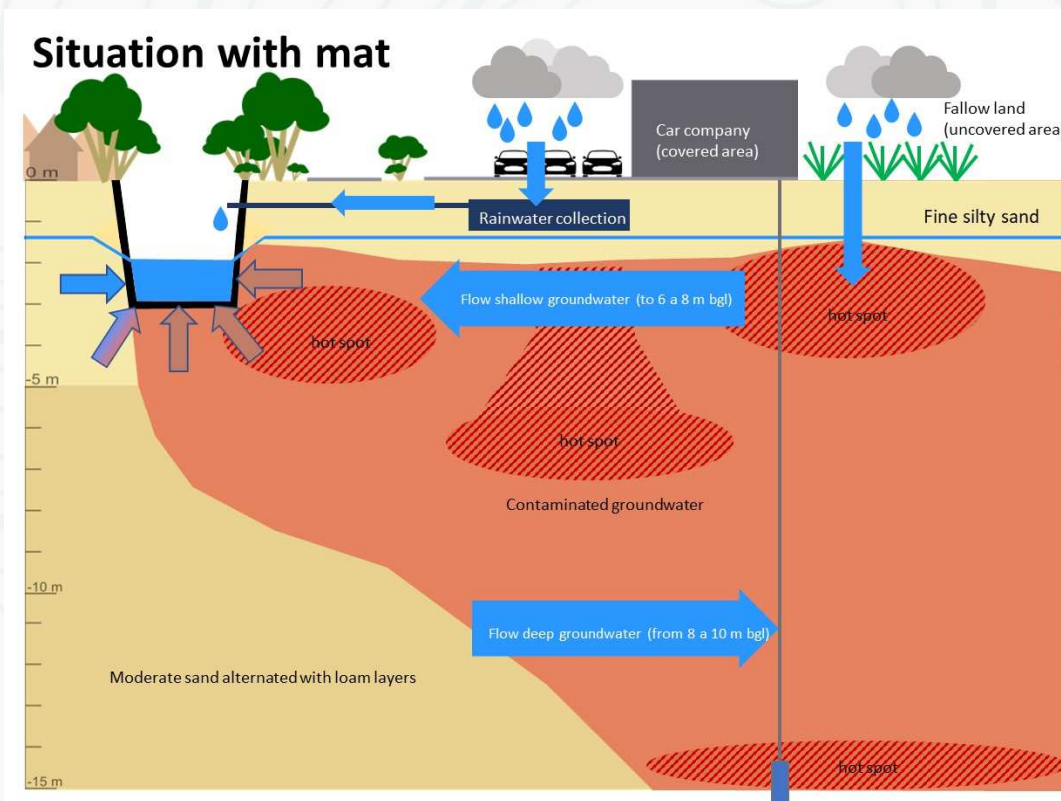 Situation with mat
Fallow land
(uncovered area
Car company
(covered area)
0 m
Rainwater collection
Fine silty sand
Flow shallow groundwater (to 6 a 8 m bgl)
hot spot
hot spot
-5 m
hot spot
Contaminated groundwater
-10 m
Flow deep groundwater (from 8 a 10 m bgl)
Moderate sand alternated with loam layers
hot spot
-15 m